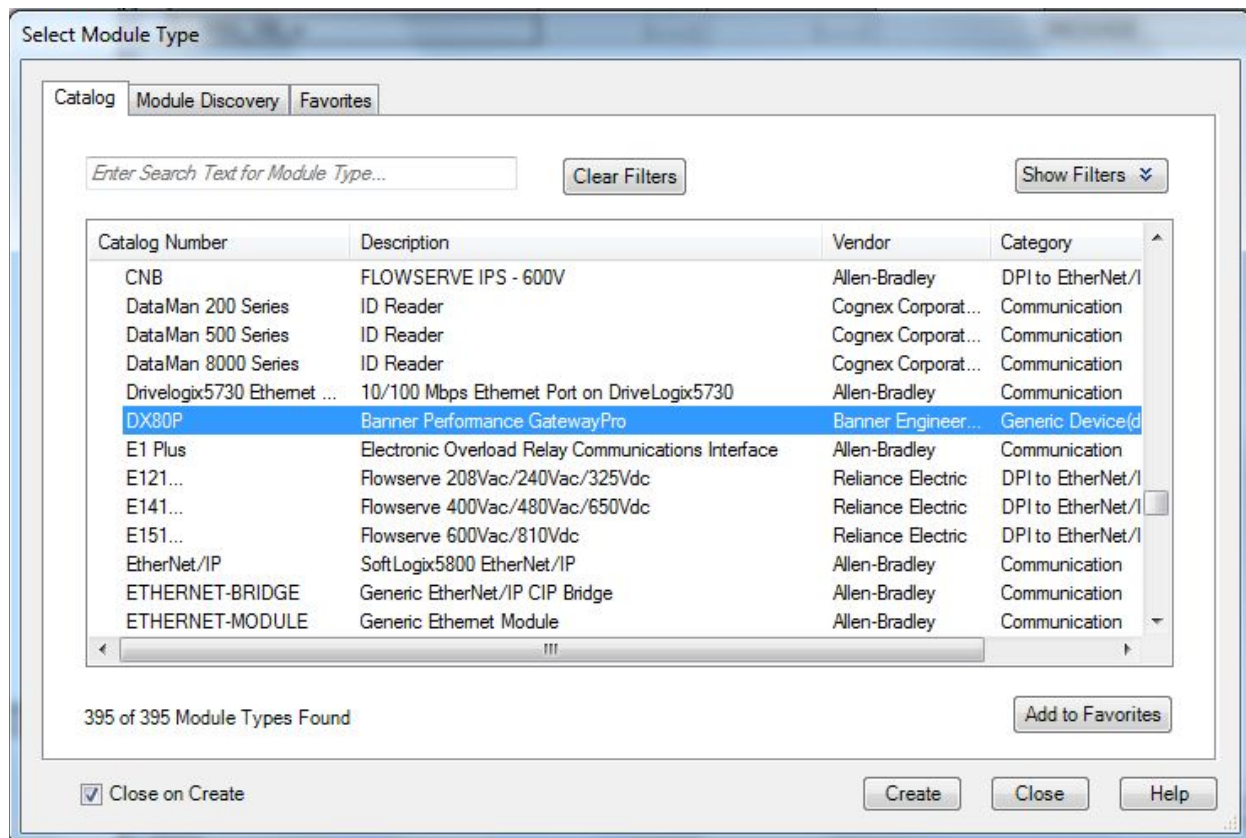 Select Module Type
Catalog Module Discovery Favorites
Enter Search Text for Module Type... Clear Filters Show Filters
Catalog Number Description Vendor Category
CNB FLOWSERVE IPS - 600V Allen-Bradley DPI to EtherNet/I
DataMan 200 Series ID Reader Cognex Corporat... Communication
DataMan 500 Series ID Reader Cognex Corporat... Communication
DataMan 8000 Series ID Reader Cognex Corporat... Communication
Drivelogix5730 Ethernet ... 10/100 Mbps Ethernet Port on DriveLogix5730 Allen-Bradley Communication
DX80P Banner Performance GatewayPro Banner Engineer... Generic Device(d
E1 Plus Electronic Overload Relay Communications Interface Allen-Bradley Communication
E121... Flowserve 208Vac/240Vac/325Vdc Reliance Electric DPI to EtherNet/I
E141... Flowserve 400Vac/480Vac/650Vdc Reliance Electric DPI to EtherNet/I
E151... Flowserve 600Vac/810Vdc Reliance Electric DPI to EtherNet/I
EtherNet/IP SoftLogix5800 EtherNet/IP Allen-Bradley Communication
ETHERNET-BRIDGE Generic EtherNet/IP CIP Bridge Allen-Bradley Communication
ETHERNET-MODULE Generic Ethernet Module Allen-Bradley Communication
395 of 395 Module Types Found Add to Favorites
Close on Create Create Close Help